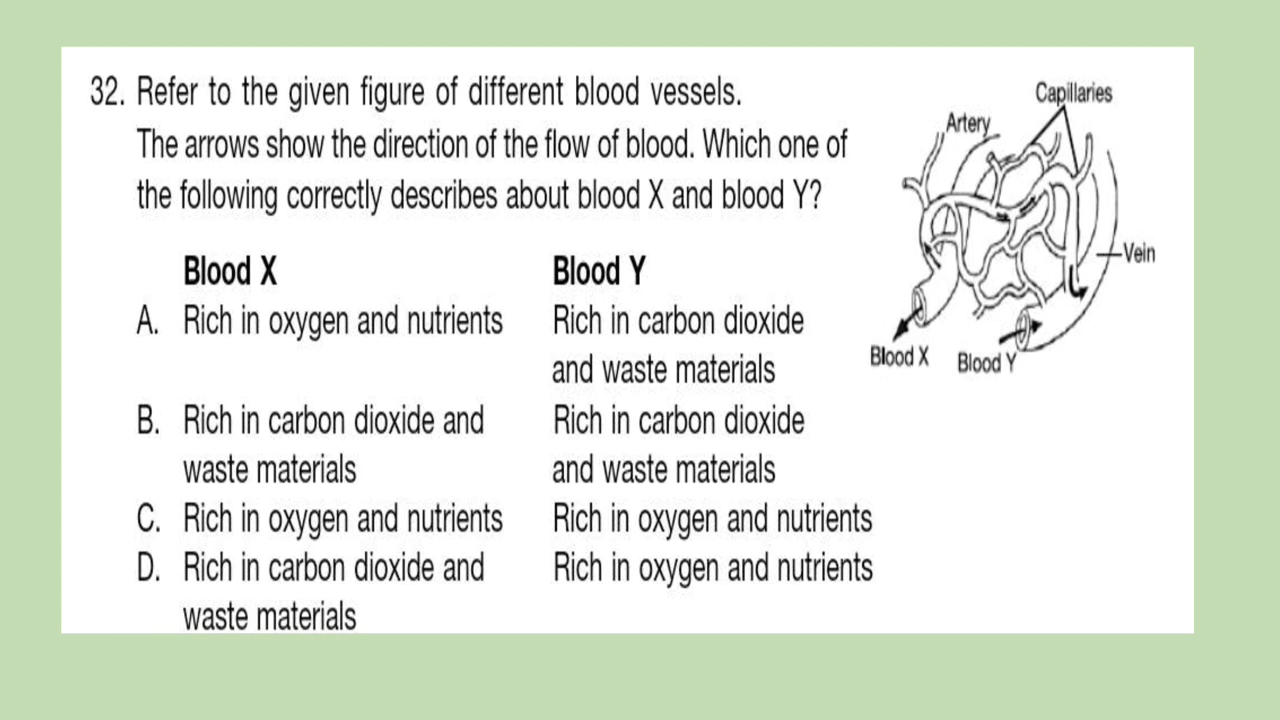 32. Refer to the given figure of different blood vessels.
The arrows show the direction of the flow of blood. Which one of
the following correctly describes about blood X and blood Y?
Blood X Blood Y
A. Rich in oxygen and nutrients Rich in carbon dioxide
and waste materials
B. Rich in carbon dioxide and Rich in carbon dioxide
waste materials and waste materials
C. Rich in oxygen and nutrients Rich in oxygen and nutrients
D. Rich in carbon dioxide and Rich in oxygen and nutrients
waste materials
Capillaries
Artery
Vein
Blood X Blood Y